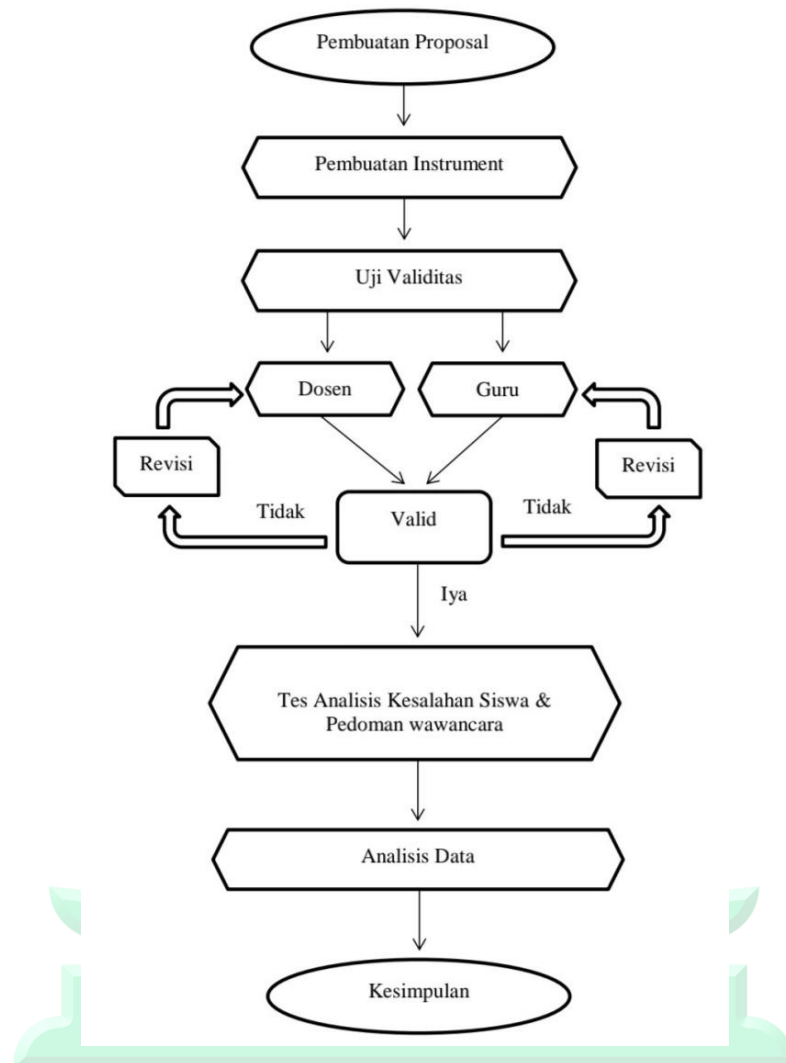 Pembuatan Proposal
Pembuatan Instrument
Uji Validitas
Dosen
Guru
Revisi
Revisi
Tidak
Valid
Tidak
Iya
Tes Analisis Kesalahan Siswa &
Pedoman wawancara
Analisis Data
Kesimpulan